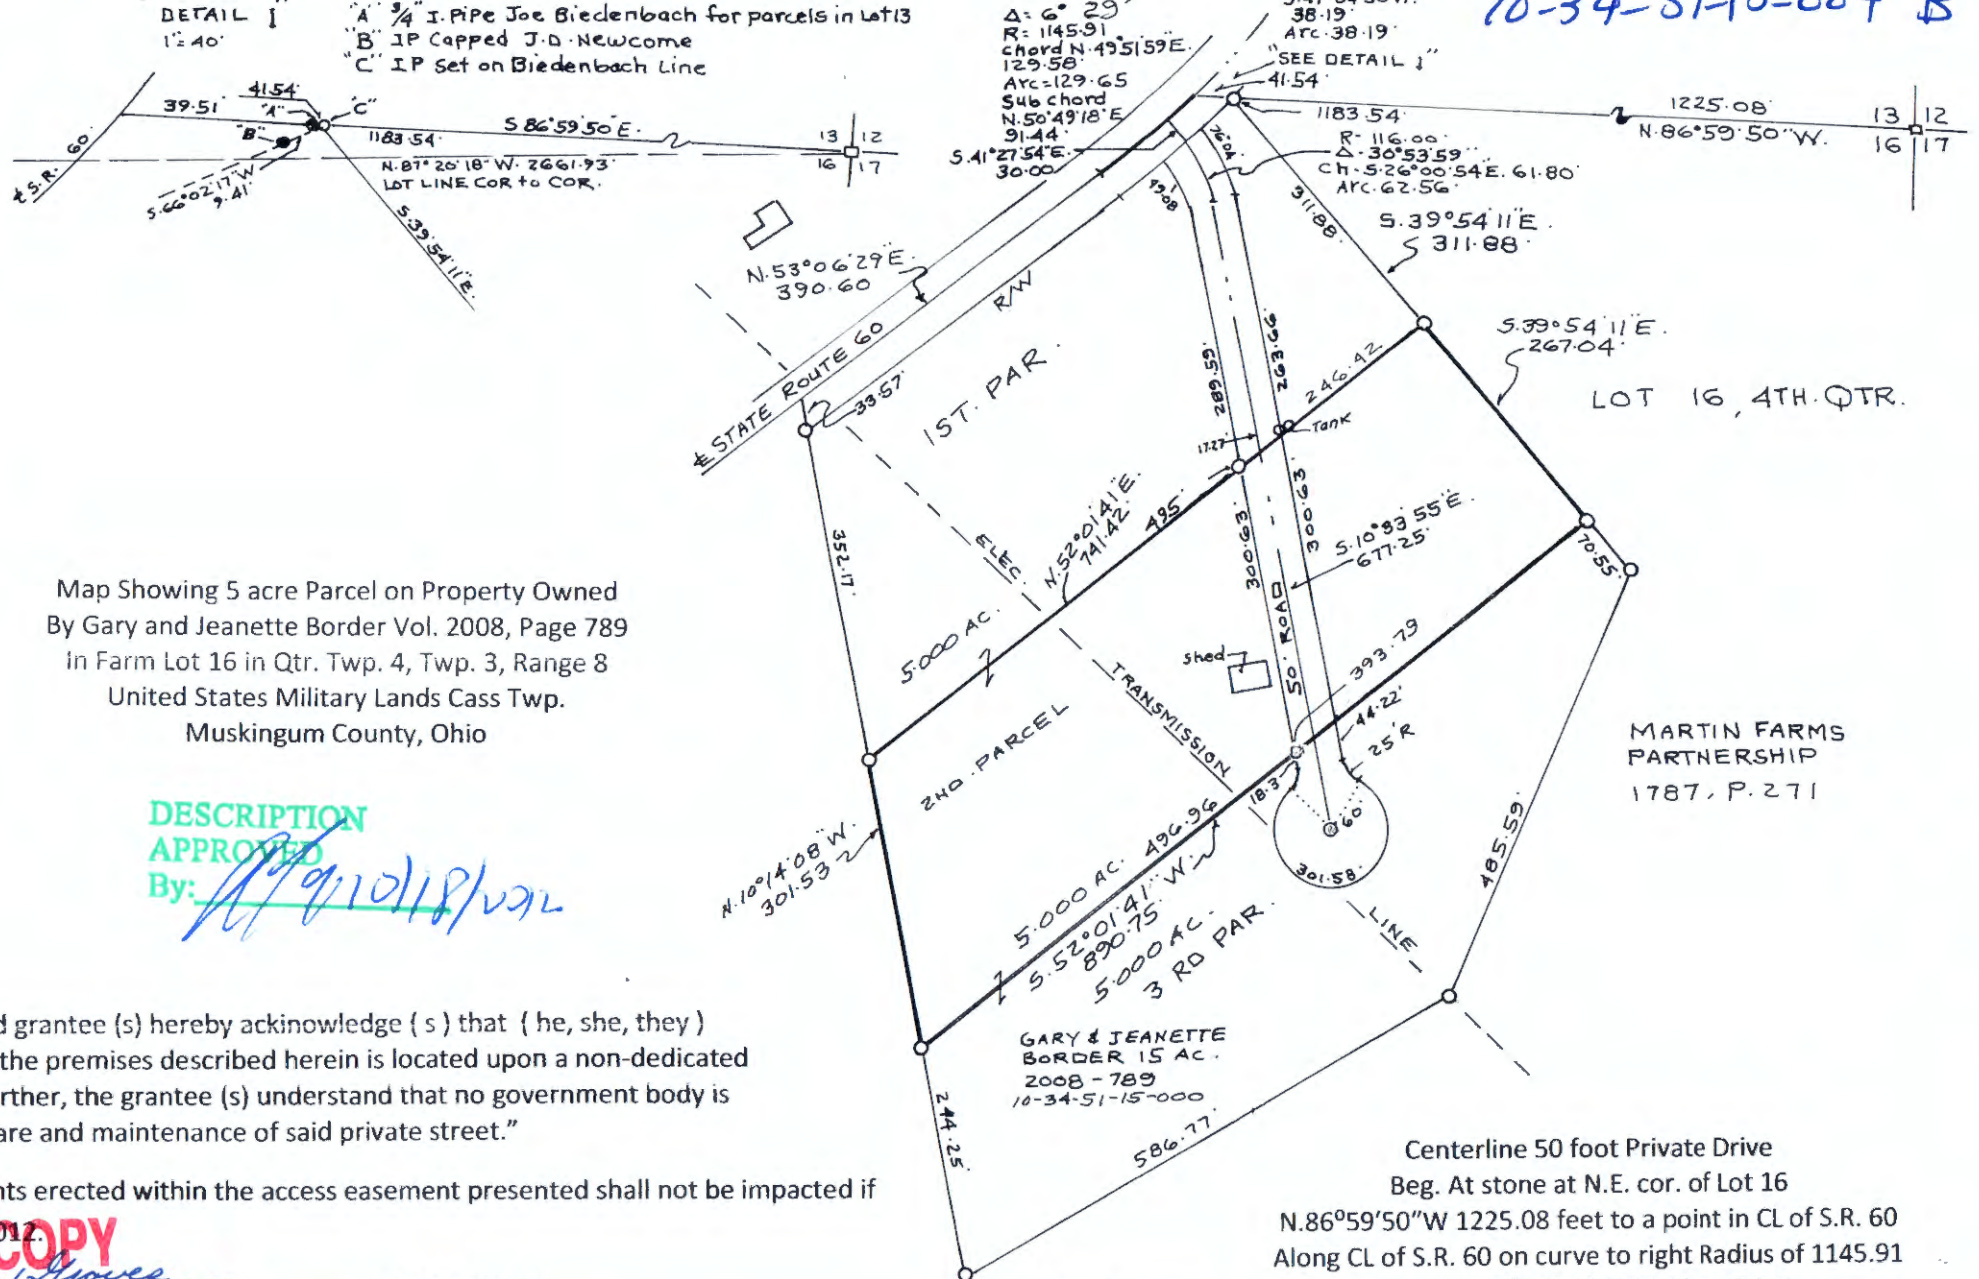 DETAIL 1
1"=40'
"A" 3/4" I. Pipe Joe Biedenbach for parcels in Lot 13
"B" IP Capped J.D. Newcome
"C" IP Set on Biedenbach Line
39.51'
41.54'
"A"
"C"
"B"
1183.54'
S 86°59'50"E.
13 12
16 17
N.87°20'18"W. 2661.93'
LOT LINE COR to COR.
℄ S.R. 60
S.66°02'17"W
9.41'
S.39°54'11"E.
Δ= 6° 29'
R= 1145.91
chord N.49°51'59"E.
129.58'
Arc=129.65
Sub chord
N.50°49'18"E
91.44'
S.41°27'54"E.
30.00
38.19'
Arc.38.19'
"SEE DETAIL 1"
41.54'
1183.54
1225.08'
N.86°59'50"W.
13 12
16 17
R- 116.00'
Δ-30°53'59"
Ch-S.26°00'54E. 61.80'
Arc.62.56'
76.04
79.08'
311.88
S.39°54'11"E.
311.88'
N.53°06'29"E.
390.60
℄ STATE ROUTE 60
R/W
33.57'
1ST. PAR.
289.55
263.66
246.42
Tank
17.27'
S.39°54'11"E.
267.04'
LOT 16, 4TH. QTR.
352.17
ELEC.
TRANSMISSION
LINE
N.52°01'41"E.
741.42'
495'
300.63'
300.63'
S.10°33'55"E.
677.25'
50' ROAD
70.55'
5.000 AC.
2ND. PARCEL
shed
393.79
44.22'
25'R
18.3
60'
301.58'
Map Showing 5 acre Parcel on Property Owned
By Gary and Jeanette Border Vol. 2008, Page 789
in Farm Lot 16 in Qtr. Twp. 4, Twp. 3, Range 8
United States Military Lands Cass Twp.
Muskingum County, Ohio
MARTIN FARMS
PARTNERSHIP
1787, P. 271
DESCRIPTION
APPROVED
By:
10/18/2012
N.10°14'08"W.
301.53
5.000 AC. 496.96
S.52°01'41"W.
890.75'
5.000 AC.
3 RD PAR.
485.59'
GARY & JEANETTE
BORDER 15 AC.
2008-789
10-34-51-15-000
244.25'
586.77'
grantee (s) hereby ackinowledge ( s ) that ( he, she, they )
the premises described herein is located upon a non-dedicated
rther, the grantee (s) understand that no government body is
are and maintenance of said private street.”
nts erected within the access easement presented shall not be impacted if
COPY
Centerline 50 foot Private Drive
Beg. At stone at N.E. cor. of Lot 16
N.86⁰59’50”W 1225.08 feet to a point in CL of S.R. 60
Along CL of S.R. 60 on curve to right Radius of 1145.91